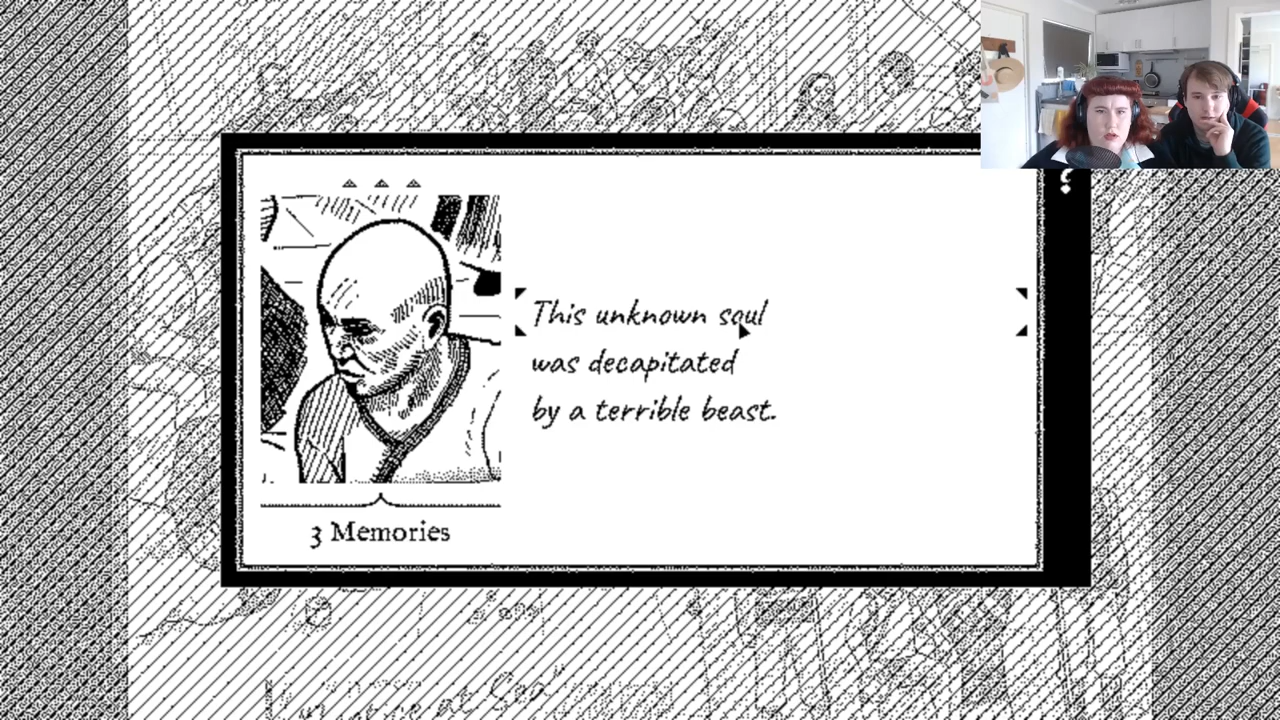 ?
This unknown soul
was decapitated
by a terrible beast.
3 Memories